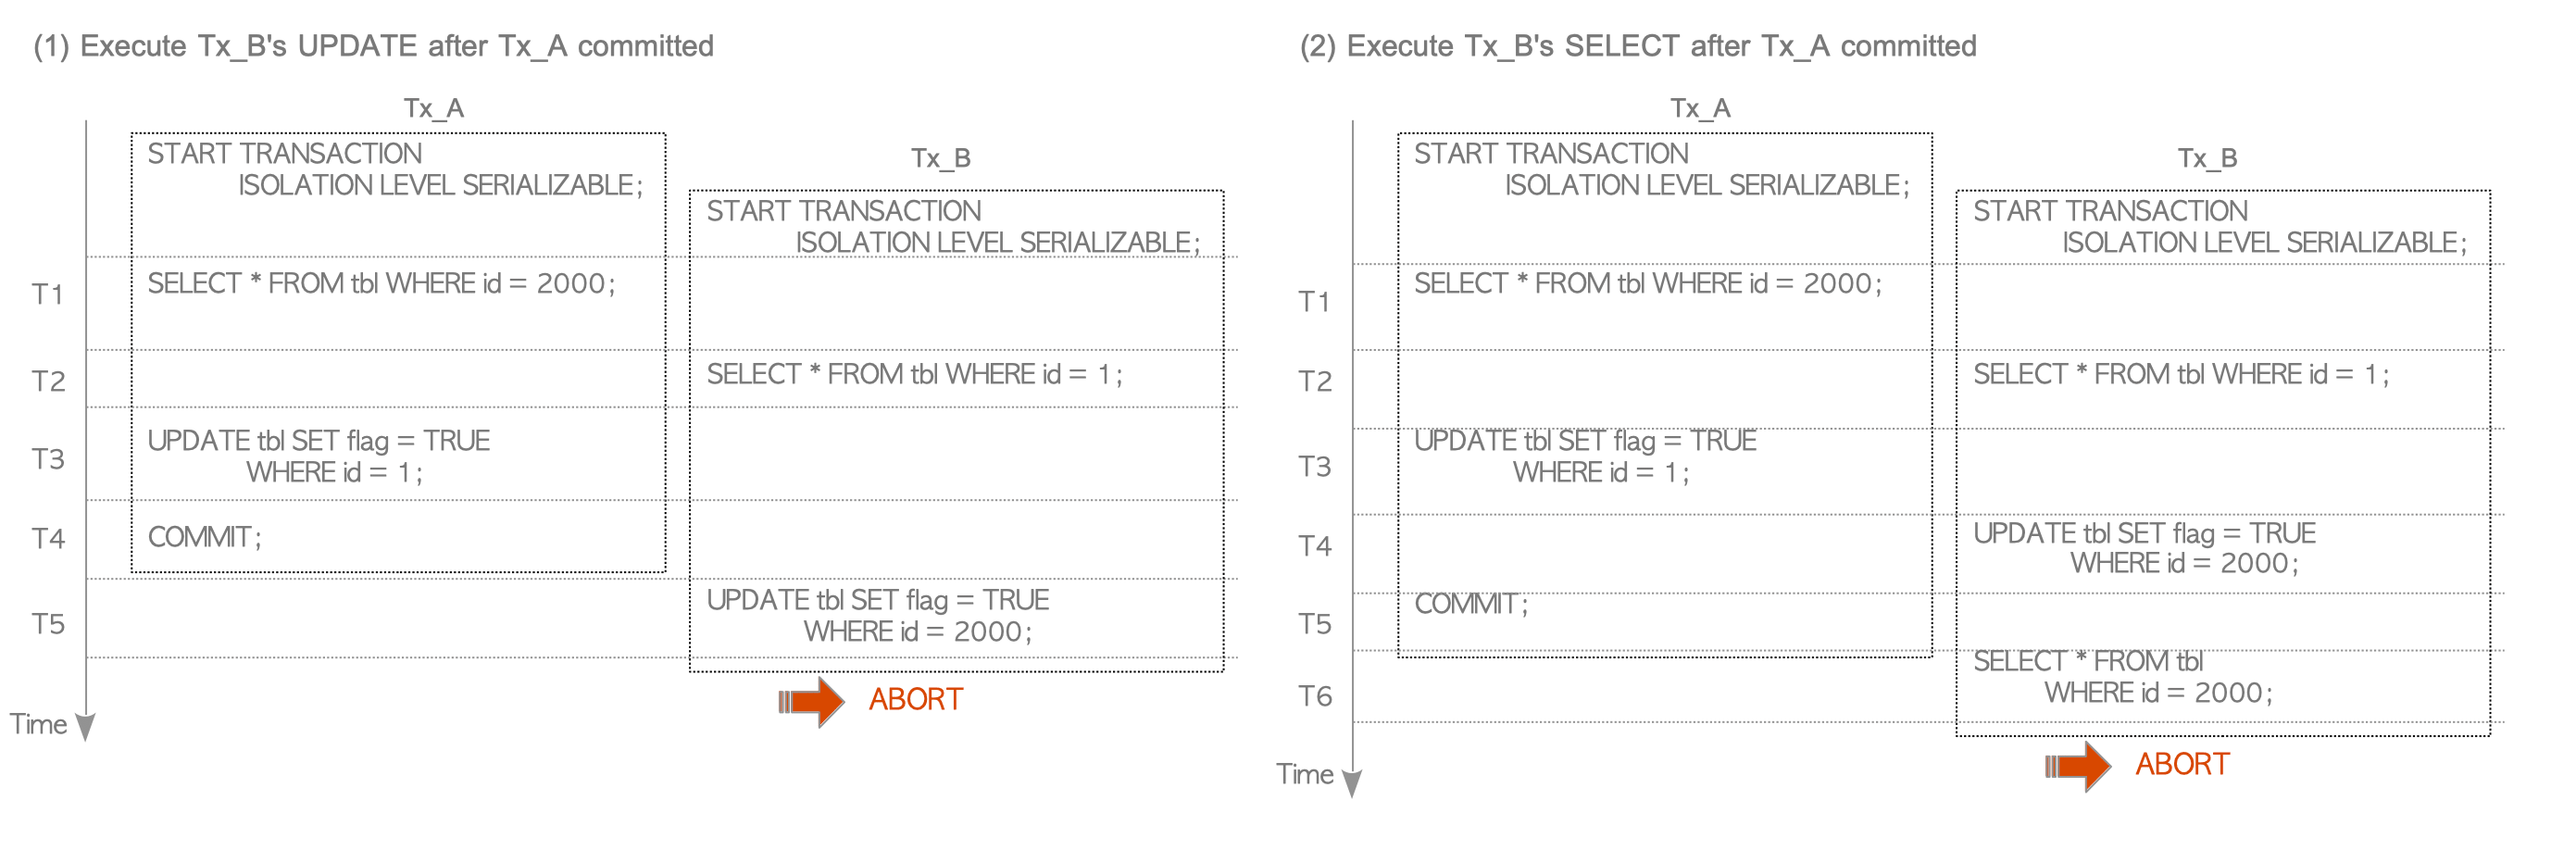 (1) Execute Tx_B's UPDATE after Tx_A committed
Tx_A
START TRANSACTION
ISOLATION LEVEL SERIALIZABLE;
Tx_B
START TRANSACTION
ISOLATION LEVEL SERIALIZABLE;
T1
SELECT * FROM tbl WHERE id = 2000;
T2
SELECT * FROM tbl WHERE id = 1;
T3
UPDATE tbl SET flag = TRUE
WHERE id = 1;
T4
COMMIT;
T5
UPDATE tbl SET flag = TRUE
WHERE id = 2000;
ABORT
Time
(2) Execute Tx_B's SELECT after Tx_A committed
Tx_A
START TRANSACTION
ISOLATION LEVEL SERIALIZABLE;
Tx_B
START TRANSACTION
ISOLATION LEVEL SERIALIZABLE;
T1
SELECT * FROM tbl WHERE id = 2000;
T2
SELECT * FROM tbl WHERE id = 1;
T3
UPDATE tbl SET flag = TRUE
WHERE id = 1;
T4
UPDATE tbl SET flag = TRUE
WHERE id = 2000;
T5
COMMIT;
T6
SELECT * FROM tbl
WHERE id = 2000;
ABORT
Time